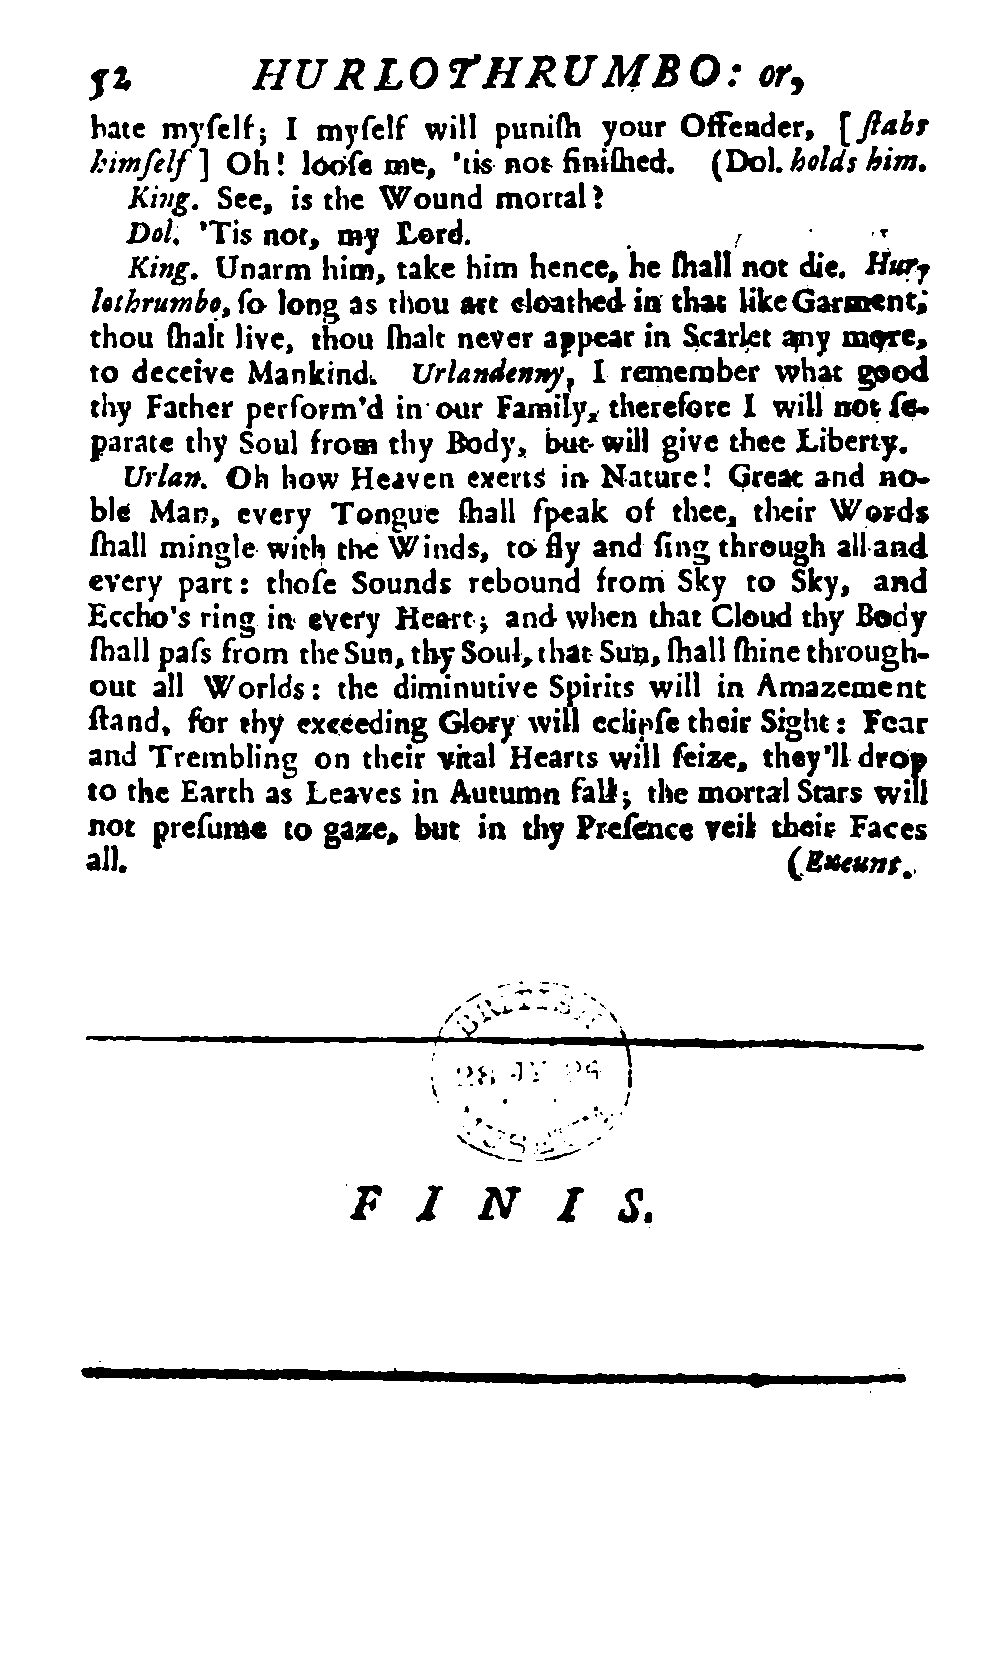 52 HURLOTHRUMBO: or,
hate myſelf; I myſelf will puniſh your Offender, [ſtabs
himſelf] Oh! looſe me, 'tis not finiſhed. (Dol. holds him.
King. See, is the Wound mortal?
Dol. 'Tis not, my Lord.
King. Unarm him, take him hence, he ſhall not die. Hur-
lothrumbo, ſo long as thou art cloathed in that like Garment,
thou ſhalt live, thou ſhalt never appear in Scarlet any more,
to deceive Mankind. Urlandenny, I remember what good
thy Father perform'd in our Family, therefore I will not ſe-
parate thy Soul from thy Body, but will give thee Liberty.
Urlan. Oh how Heaven exerts in Nature! Great and no-
ble Man, every Tongue ſhall ſpeak of thee, their Words
ſhall mingle with the Winds, to fly and ſing through all and
every part: thoſe Sounds rebound from Sky to Sky, and
Eccho's ring in every Heart; and when that Cloud thy Body
ſhall paſs from the Sun, thy Soul, that Sun, ſhall ſhine through-
out all Worlds: the diminutive Spirits will in Amazement
ſtand, for thy exceeding Glory will eclipſe their Sight: Fear
and Trembling on their vital Hearts will ſeize, they'll drop
to the Earth as Leaves in Autumn fall; the mortal Stars will
not preſume to gaze, but in thy Preſence veil their Faces
all. (Exeunt.
BRITISH
28 JY
MUSEUM
FINIS.